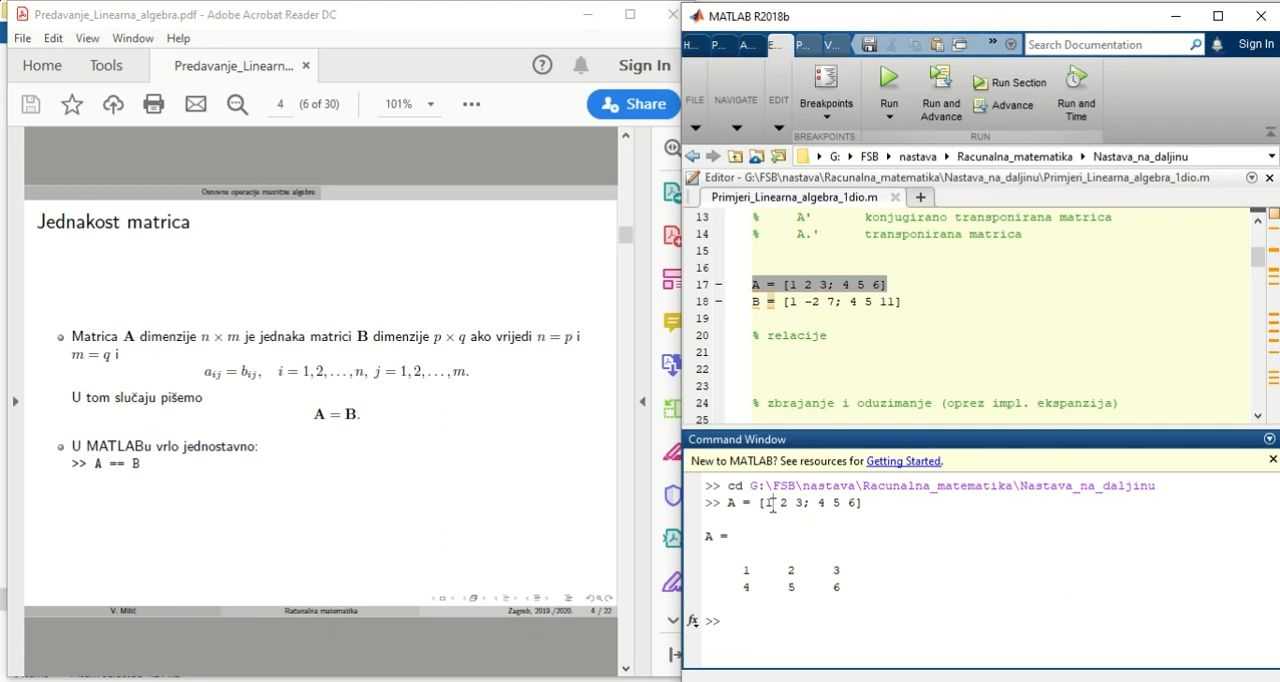 Predavanje_Linearna_algebra.pdf - Adobe Acrobat Reader DC
File Edit View Window Help
Home Tools Predavanje_Linearn... ×
Sign In
4 (6 of 30) 101%
Share
Osnovne operacije matrične algebre
Jednakost matrica
Matrica A dimenzije n × m je jednaka matrici B dimenzije p × q ako vrijedi n = p i
m = q i
aij = bij, i = 1, 2, . . . , n, j = 1, 2, . . . , m.
U tom slučaju pišemo
A = B.
U MATLABu vrlo jednostavno:
>> A == B
V. Milić Računalna matematika Zagreb, 2019./2020. 4 / 22
MATLAB R2018b
H... P... A... E... P... V...
Search Documentation
Sign In
FILE NAVIGATE EDIT
Breakpoints
BREAKPOINTS
Run
Run and
Advance
Run Section
Advance
Run and
Time
RUN
G: FSB nastava Racunalna_matematika Nastava_na_daljinu
Editor - G:\FSB\nastava\Racunalna_matematika\Nastava_na_daljinu\Primjeri_Linearna_algebra_1dio.m
Primjeri_Linearna_algebra_1dio.m × +
13 % A' konjugirano transponirana matrica
14 % A.' transponirana matrica
15
16
17 – A = [1 2 3; 4 5 6]
18 – B = [1 -2 7; 4 5 11]
19
20 % relacije
21
22
23
24 % zbrajanje i oduzimanje (oprez impl. ekspanzija)
25
Command Window
New to MATLAB? See resources for Getting Started.
>> cd G:\FSB\nastava\Racunalna_matematika\Nastava_na_daljinu
>> A = [1 2 3; 4 5 6]
A =
1 2 3
4 5 6
fx >>